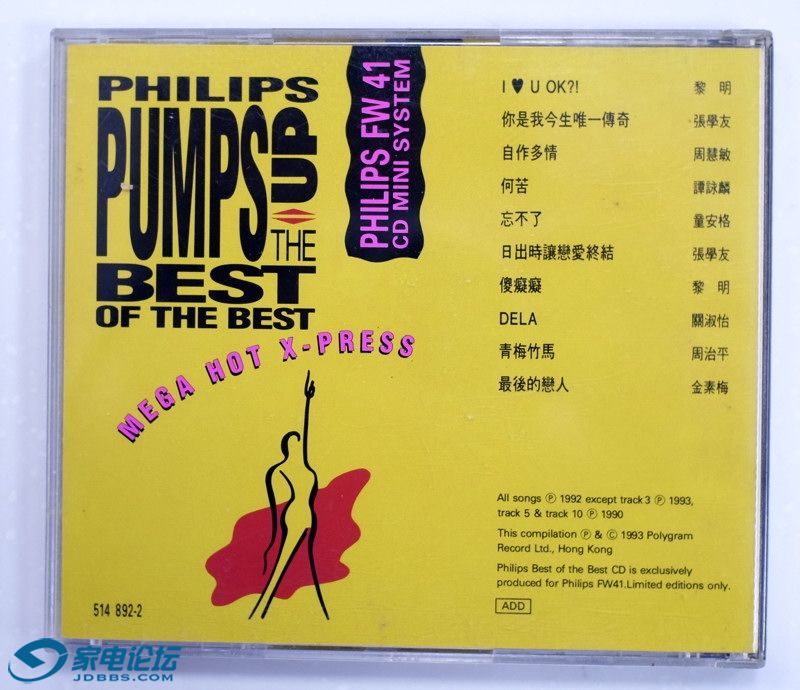 PHILIPS
PUMPS UP
THE
BEST
OF THE BEST
MEGA HOT X-PRESS
PHILIPS FW 41
CD MINI SYSTEM
I ♥ U OK?! 黎 明
你是我今生唯一傳奇 張學友
自作多情 周慧敏
何苦 譚詠麟
忘不了 童安格
日出時讓戀愛終結 張學友
傻癡癡 黎 明
DELA 關淑怡
青梅竹馬 周治平
最後的戀人 金素梅
All songs Ⓟ 1992 except track 3 Ⓟ 1993,
track 5 & track 10 Ⓟ 1990
This compilation Ⓟ & © 1993 Polygram
Record Ltd., Hong Kong
Philips Best of the Best CD is exclusively
produced for Philips FW41.Limited editions only.
ADD
514 892-2
家电论坛
JDBBS.COM